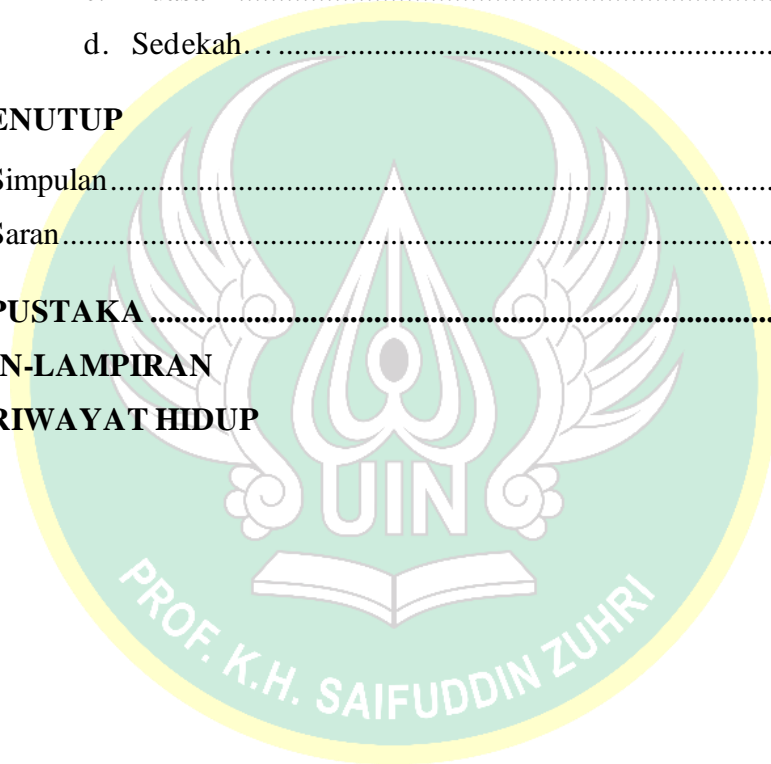 d. Sedekah… ......................................................................
ENUTUP
Simpulan......................................................................................
Saran............................................................................................
PUSTAKA ................................................................................
N-LAMPIRAN
RIWAYAT HIDUP
UIN
PROF. K.H. SAIFUDDIN ZUHRI